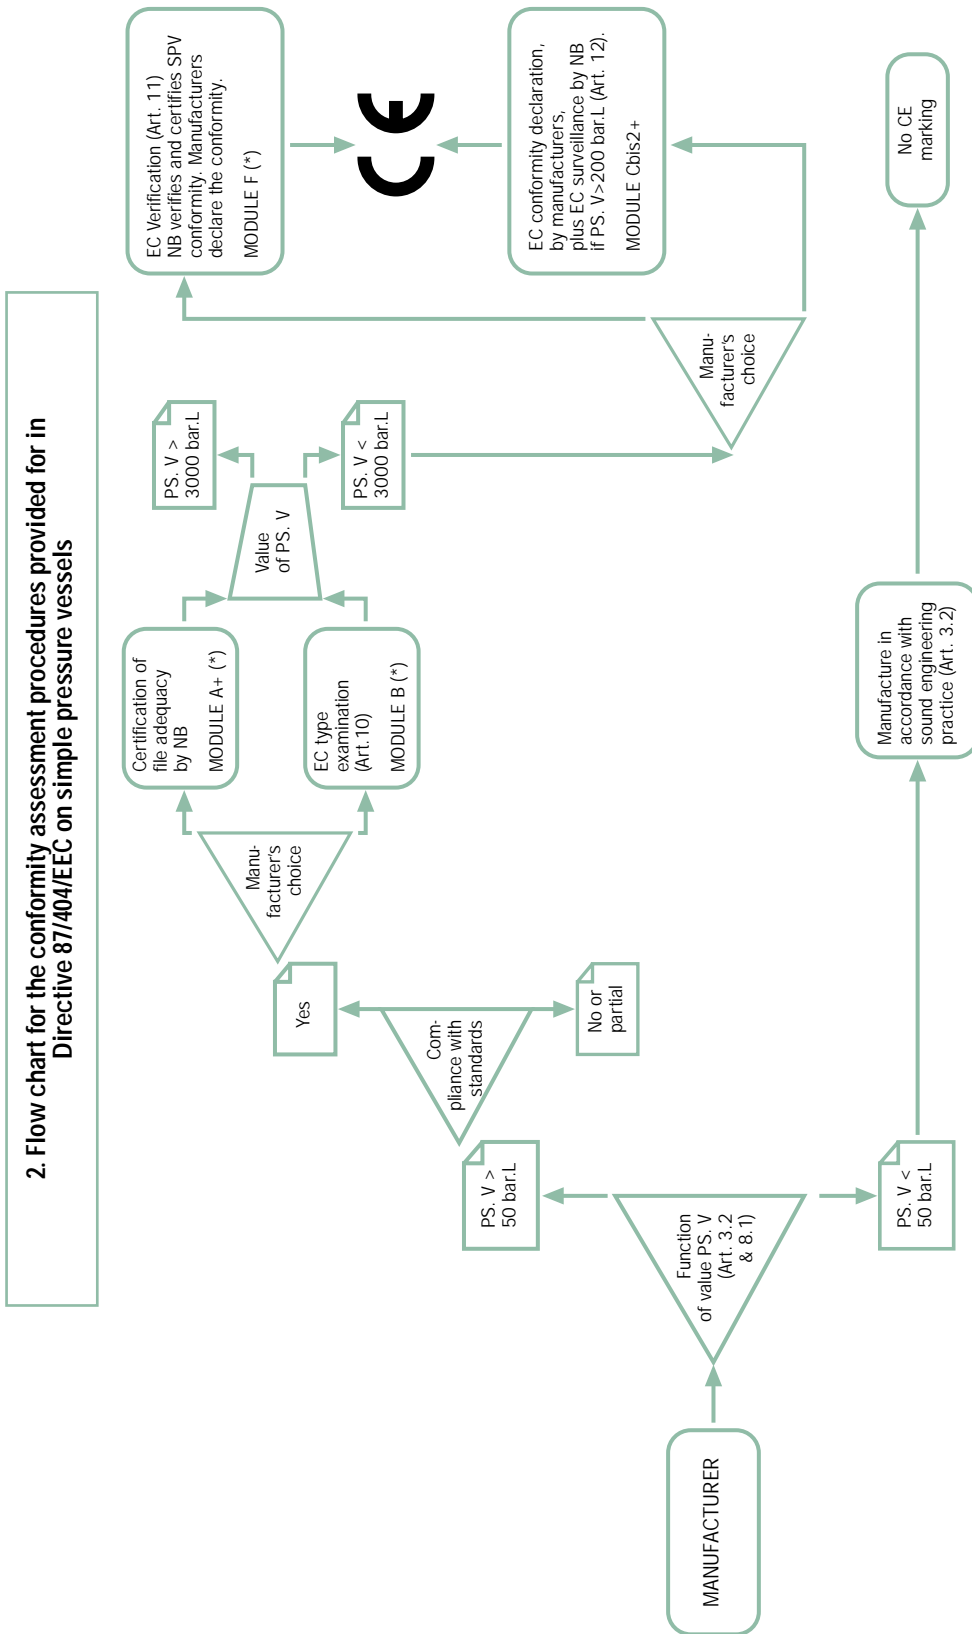 2. Flow chart for the conformity assessment procedures provided for in
Directive 87/404/EEC on simple pressure vessels
MANUFACTURER
Function
of value PS. V
(Art. 3.2
& 8.1)
PS. V >
50 bar.L
PS. V <
50 bar.L
Com-
pliance with
standards
Yes
No or
partial
Manu-
facturer's
choice
Certification of
file adequacy
by NB
MODULE A+ (*)
EC type
examination
(Art.10)
MODULE B (*)
Value
of PS. V
PS. V >
3000 bar.L
PS. V <
3000 bar.L
Manu-
facturer's
choice
EC Verification (Art. 11)
NB verifies and certifies SPV
conformity. Manufacturers
declare the conformity.
MODULE F (*)
CE
EC conformity declaration,
by manufacturers,
plus EC surveillance by NB
if PS. V>200 bar.L (Art. 12).
MODULE Cbis2+
Manufacture in
accordance with
sound engineering
practice (Art. 3.2)
No CE
marking